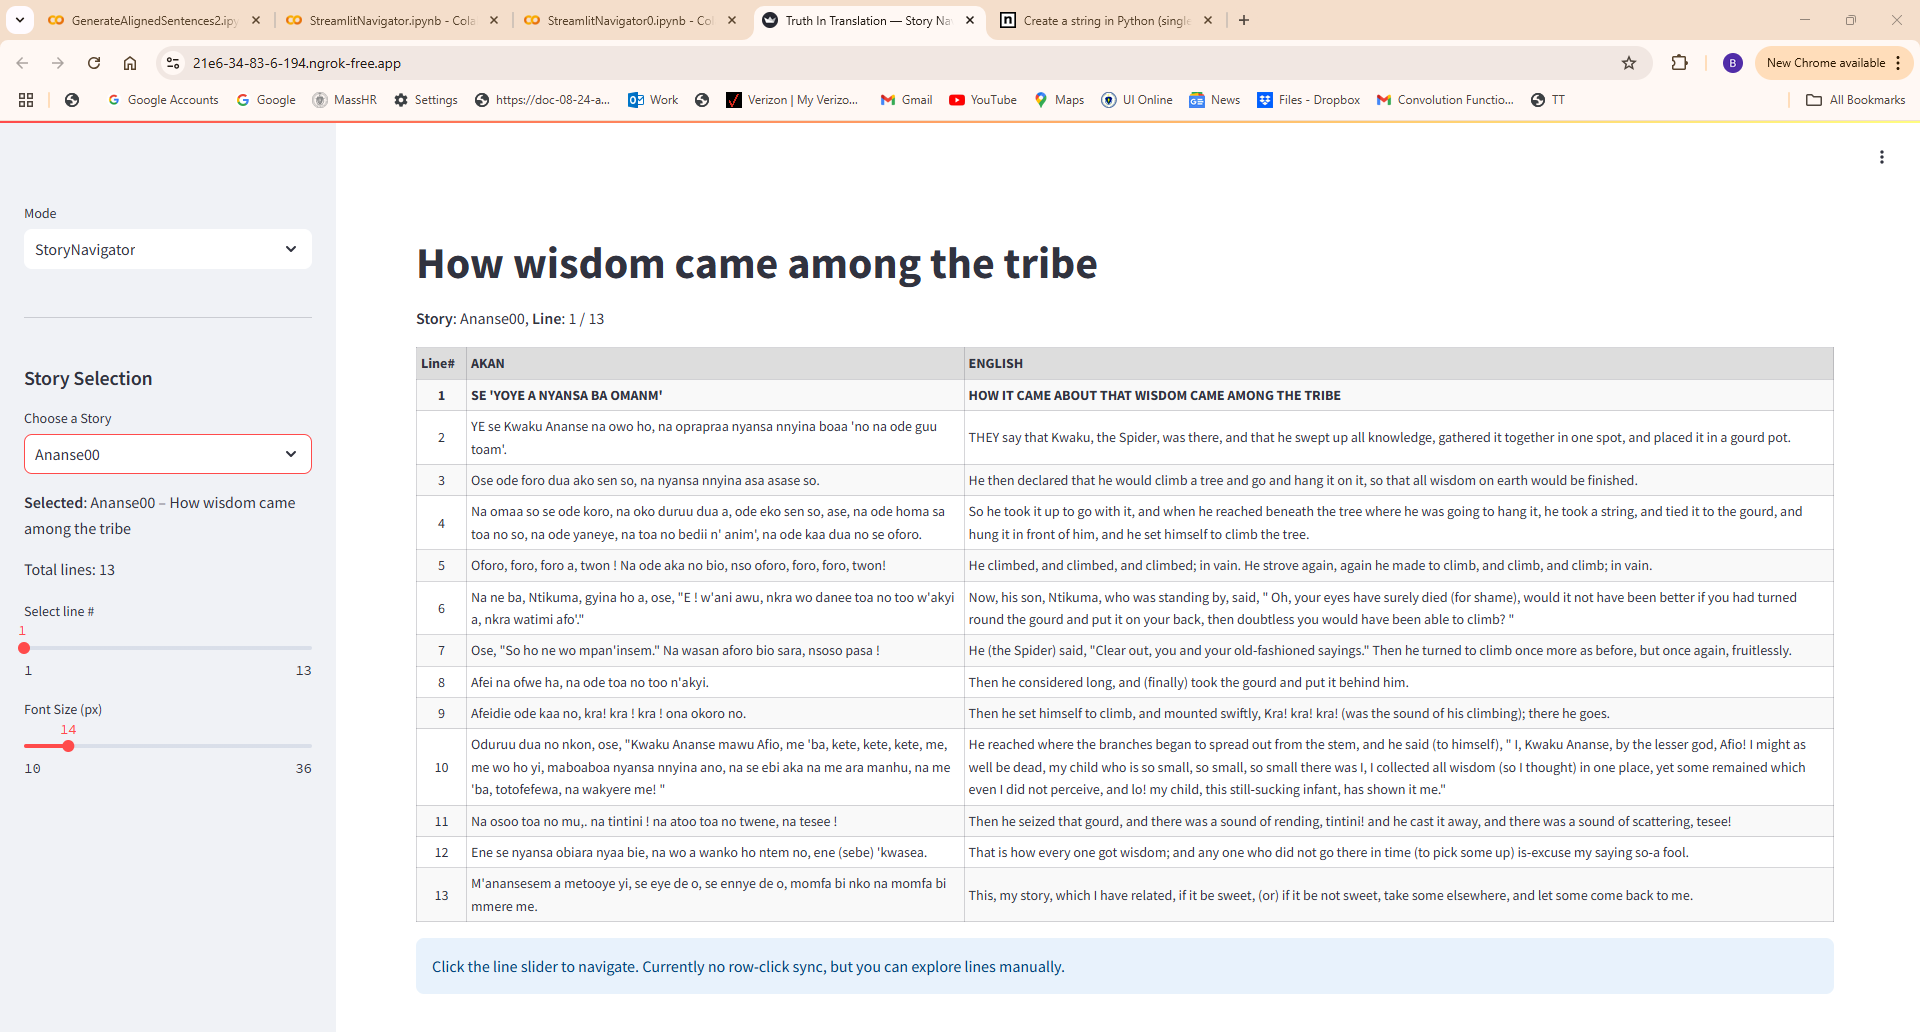 GenerateAlignedSentences2.ipy
StreamlitNavigator.ipynb - Cola
StreamlitNavigator0.ipynb - Co
Truth In Translation — Story Na
Create a string in Python (single
21e6-34-83-6-194.ngrok-free.app
B
New Chrome available
Google Accounts
Google
MassHR
Settings
https://doc-08-24-a...
Work
Verizon | My Verizo...
Gmail
YouTube
Maps
UI Online
News
Files - Dropbox
Convolution Functio...
TT
All Bookmarks
Mode
StoryNavigator
Story Selection
Choose a Story
Ananse00
Selected: Ananse00 – How wisdom came
among the tribe
Total lines: 13
Select line #
1
1 13
Font Size (px)
14
10 36
How wisdom came among the tribe
Story: Ananse00, Line: 1 / 13
Line# AKAN ENGLISH
1 SE 'YOYE A NYANSA BA OMANM' HOW IT CAME ABOUT THAT WISDOM CAME AMONG THE TRIBE
2 YE se Kwaku Ananse na owo ho, na oprapraa nyansa nnyina boaa 'no na ode guu
toam'.
THEY say that Kwaku, the Spider, was there, and that he swept up all knowledge, gathered it together in one spot, and placed it in a gourd pot.
3 Ose ode foro dua ako sen so, na nyansa nnyina asa asase so. He then declared that he would climb a tree and go and hang it on it, so that all wisdom on earth would be finished.
4 Na omaa so se ode koro, na oko duruu dua a, ode eko sen so, ase, na ode homa sa
toa no so, na ode yaneye, na toa no bedii n' anim', na ode kaa dua no se oforo.
So he took it up to go with it, and when he reached beneath the tree where he was going to hang it, he took a string, and tied it to the gourd, and
hung it in front of him, and he set himself to climb the tree.
5 Oforo, foro, foro a, twon ! Na ode aka no bio, nso oforo, foro, foro, twon! He climbed, and climbed, and climbed; in vain. He strove again, again he made to climb, and climb, and climb; in vain.
6 Na ne ba, Ntikuma, gyina ho a, ose, "E ! w'ani awu, nkra wo danee toa no too w'akyi
a, nkra watimi afo'."
Now, his son, Ntikuma, who was standing by, said, " Oh, your eyes have surely died (for shame), would it not have been better if you had turned
round the gourd and put it on your back, then doubtless you would have been able to climb? "
7 Ose, "So ho ne wo mpan'insem." Na wasan aforo bio sara, nsoso pasa ! He (the Spider) said, "Clear out, you and your old-fashioned sayings." Then he turned to climb once more as before, but once again, fruitlessly.
8 Afei na ofwe ha, na ode toa no too n'akyi. Then he considered long, and (finally) took the gourd and put it behind him.
9 Afeidie ode kaa no, kra! kra ! kra ! ona okoro no. Then he set himself to climb, and mounted swiftly, Kra! kra! kra! (was the sound of his climbing); there he goes.
10 Oduruu dua no nkon, ose, "Kwaku Ananse mawu Afio, me 'ba, kete, kete, kete, me,
me wo ho yi, maboaboa nyansa nnyina ano, na se ebi aka na me ara manhu, na me
'ba, totofefewa, na wakyere me! "
He reached where the branches began to spread out from the stem, and he said (to himself), " I, Kwaku Ananse, by the lesser god, Afio! I might as
well be dead, my child who is so small, so small, so small there was I, I collected all wisdom (so I thought) in one place, yet some remained which
even I did not perceive, and lo! my child, this still-sucking infant, has shown it me."
11 Na osoo toa no mu,. na tintini ! na atoo toa no twene, na tesee ! Then he seized that gourd, and there was a sound of rending, tintini! and he cast it away, and there was a sound of scattering, tesee!
12 Ene se nyansa obiara nyaa bie, na wo a wanko ho ntem no, ene (sebe) 'kwasea. That is how every one got wisdom; and any one who did not go there in time (to pick some up) is-excuse my saying so-a fool.
13 M'anansesem a metooye yi, se eye de o, se ennye de o, momfa bi nko na momfa bi
mmere me.
This, my story, which I have related, if it be sweet, (or) if it be not sweet, take some elsewhere, and let some come back to me.
Click the line slider to navigate. Currently no row-click sync, but you can explore lines manually.